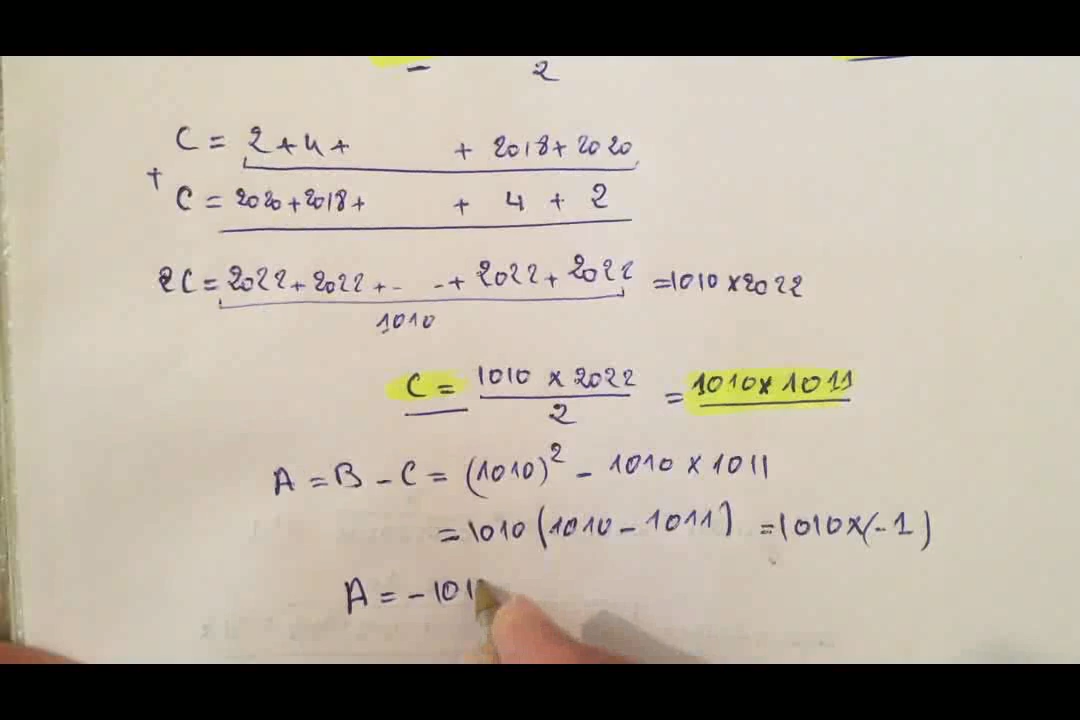 2
C = 2 + 4 + + 2018 + 2020
+
C = 2020 + 2018 + + 4 + 2
2C = 2022 + 2022 + - - + 2022 + 2022 = 1010 × 2022
1010
C = 1010 × 2022 / 2 = 1010 × 1011
A = B - C = (1010)² - 1010 × 1011
= 1010 (1010 - 1011) = 1010 × (-1)
A = - 101